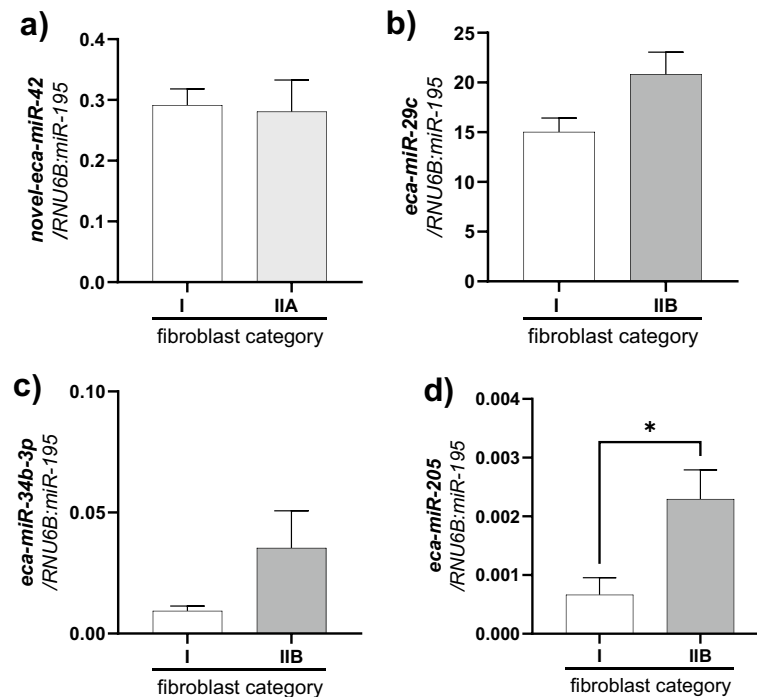 a)
novel-eca-miR-42
/RNU6B:miR-195
0.4
0.3
0.2
0.1
0.0
I IIA
fibroblast category
b)
eca-miR-29c
/RNU6B:miR-195
25
20
15
10
5
0
I IIB
fibroblast category
c)
eca-miR-34b-3p
/RNU6B:miR-195
0.10
0.05
0.00
I IIB
fibroblast category
d)
eca-miR-205
/RNU6B:miR-195
0.004
0.003
0.002
0.001
0.000
*
I IIB
fibroblast category